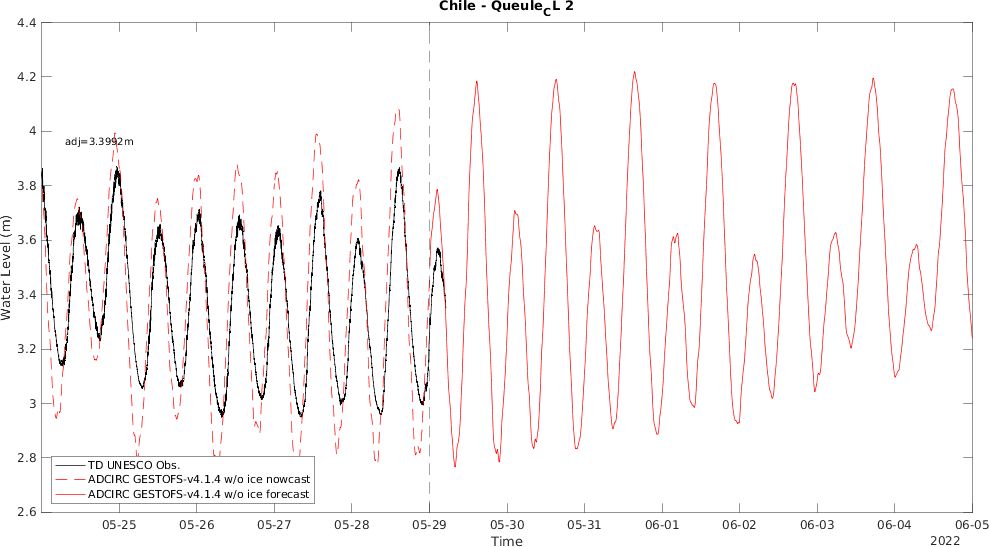 Chile - Queule_CL 2
4.4
4.2
4
3.8
3.6
3.4
3.2
3
2.8
2.6
Water Level (m)
adj=3.3992m
TD UNESCO Obs.
ADCIRC GESTOFS-v4.1.4 w/o ice nowcast
ADCIRC GESTOFS-v4.1.4 w/o ice forecast
05-25 05-26 05-27 05-28 05-29 05-30 05-31 06-01 06-02 06-03 06-04 06-05
Time
2022